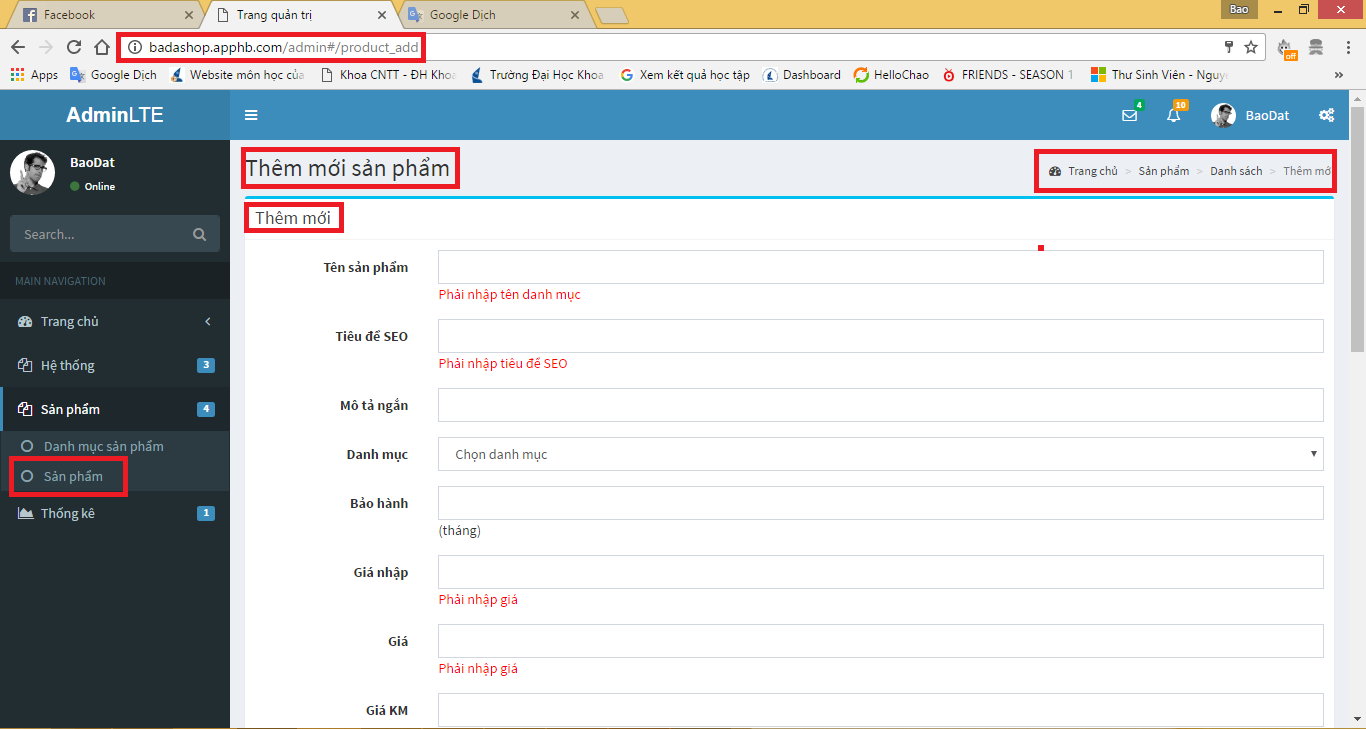 Facebook
Trang quản trị
Google Dịch
Bao
badashop.apphb.com/admin#/product_add
off
Apps
Google Dịch
Website môn học củа
Khoa CNTT - ĐH Khoa
Trường Đại Học Khoa
Xem kết quả học tập
Dashboard
HelloChao
FRIENDS - SEASON 1
Thư Sinh Viên - Nguy
»
AdminLTE
4
10
BaoDat
BaoDat
Online
Search...
MAIN NAVIGATION
Trang chủ
Hệ thống 3
Sản phẩm 4
Danh mục sản phẩm
Sản phẩm
Thống kê 1
Thêm mới sản phẩm
Trang chủ > Sản phẩm > Danh sách > Thêm mới
Thêm mới
Tên sản phẩm
Phải nhập tên danh mục
Tiêu đề SEO
Phải nhập tiêu đề SEO
Mô tả ngắn
Danh mục Chọn danh mục
Bảo hành
(tháng)
Giá nhập
Phải nhập giá
Giá
Phải nhập giá
Giá KM